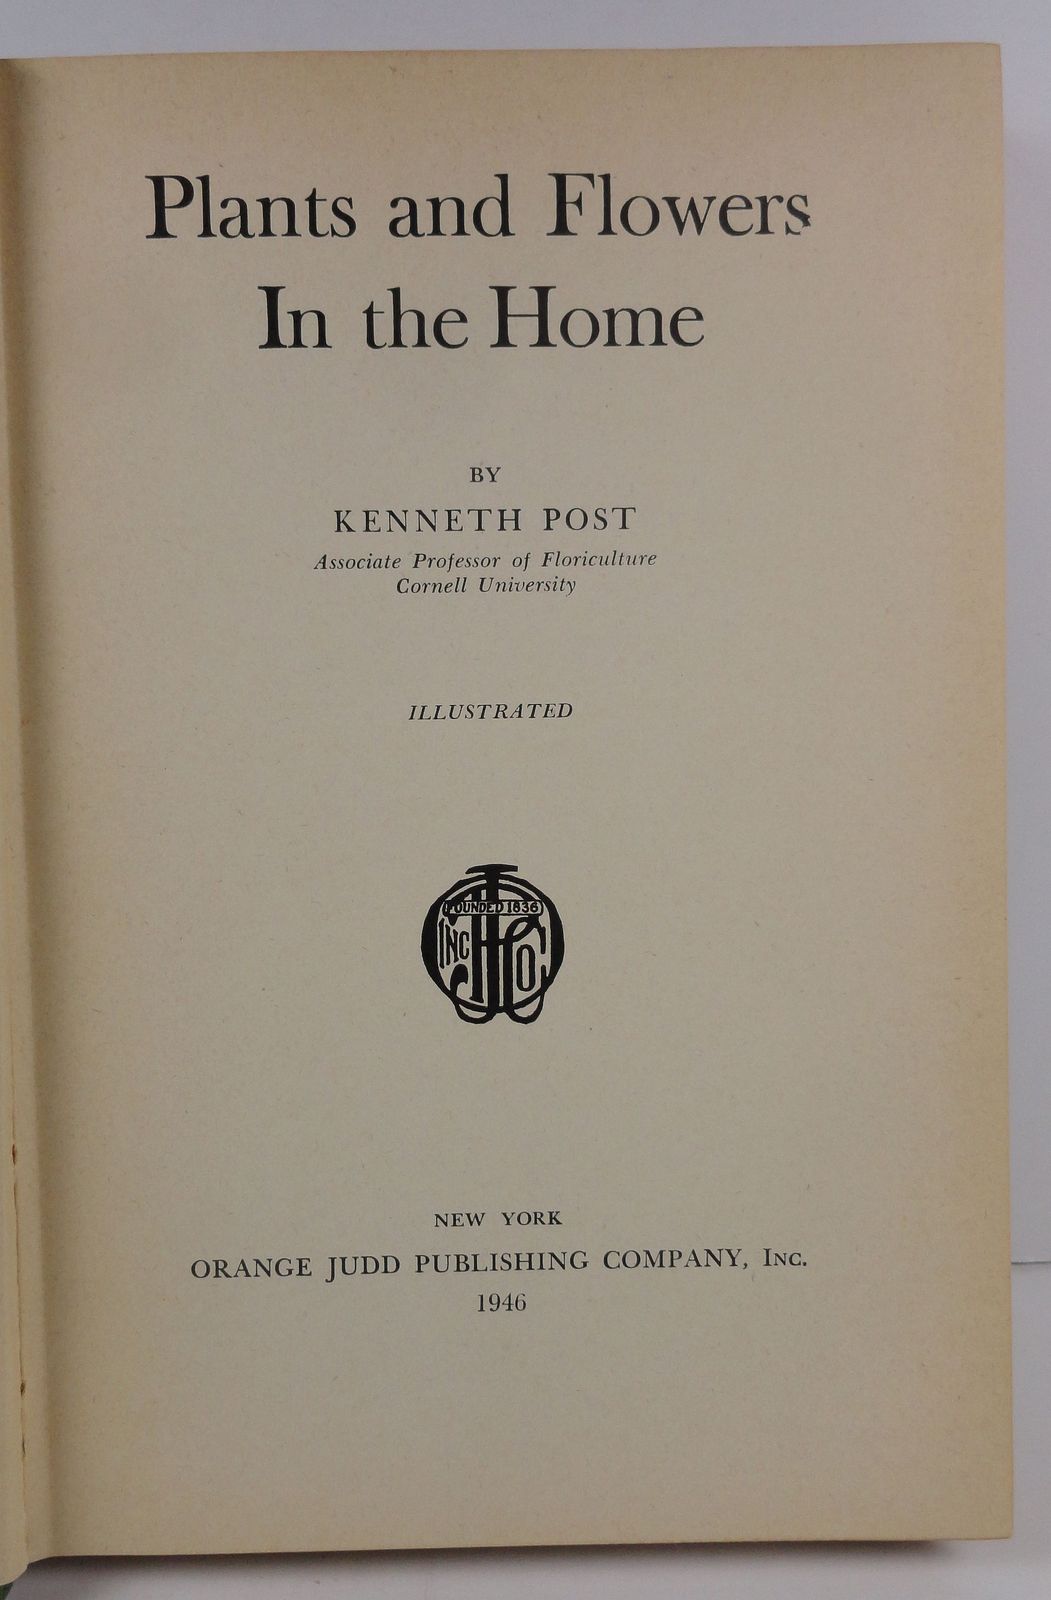 Plants and Flowers
In the Home
BY
KENNETH POST
Associate Professor of Floriculture
Cornell University
ILLUSTRATED
FOUNDED 1836
INC
CO
NEW YORK
ORANGE JUDD PUBLISHING COMPANY, INC.
1946